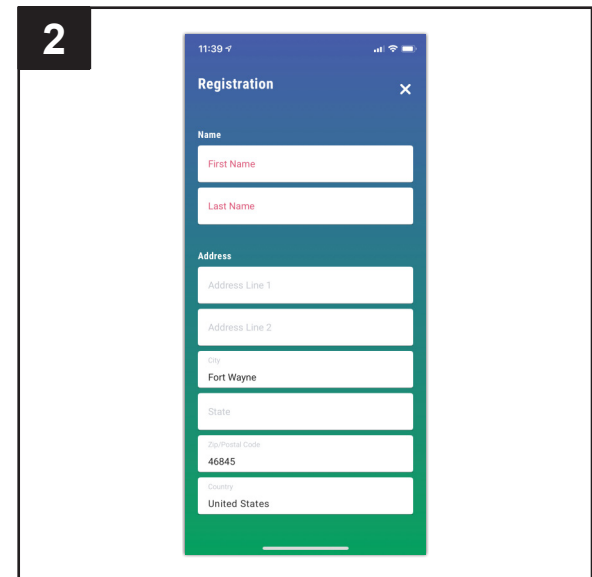 2
11:39
Registration
Name
First Name
Last Name
Address
Address Line 1
Address Line 2
City
Fort Wayne
State
Zip/Postal Code
46845
Country
United States